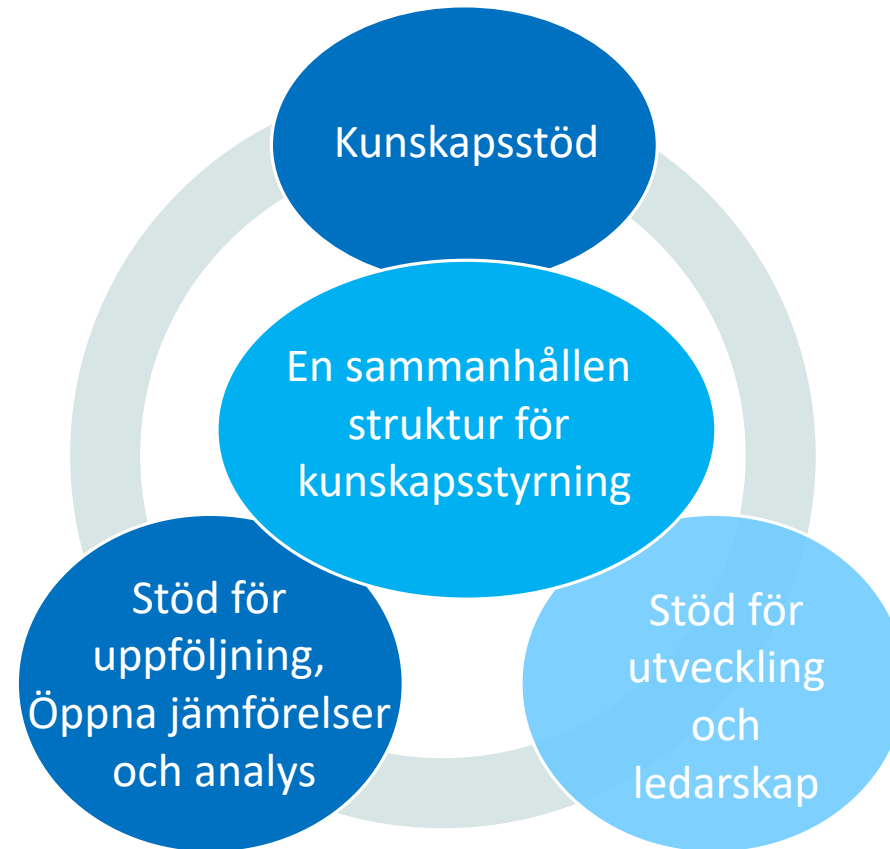 Kunskapsstöd
En sammanhållen
struktur för
kunskapsstyrning
Stöd för
uppföljning,
Öppna jämförelser
och analys
Stöd för
utveckling
och
ledarskap